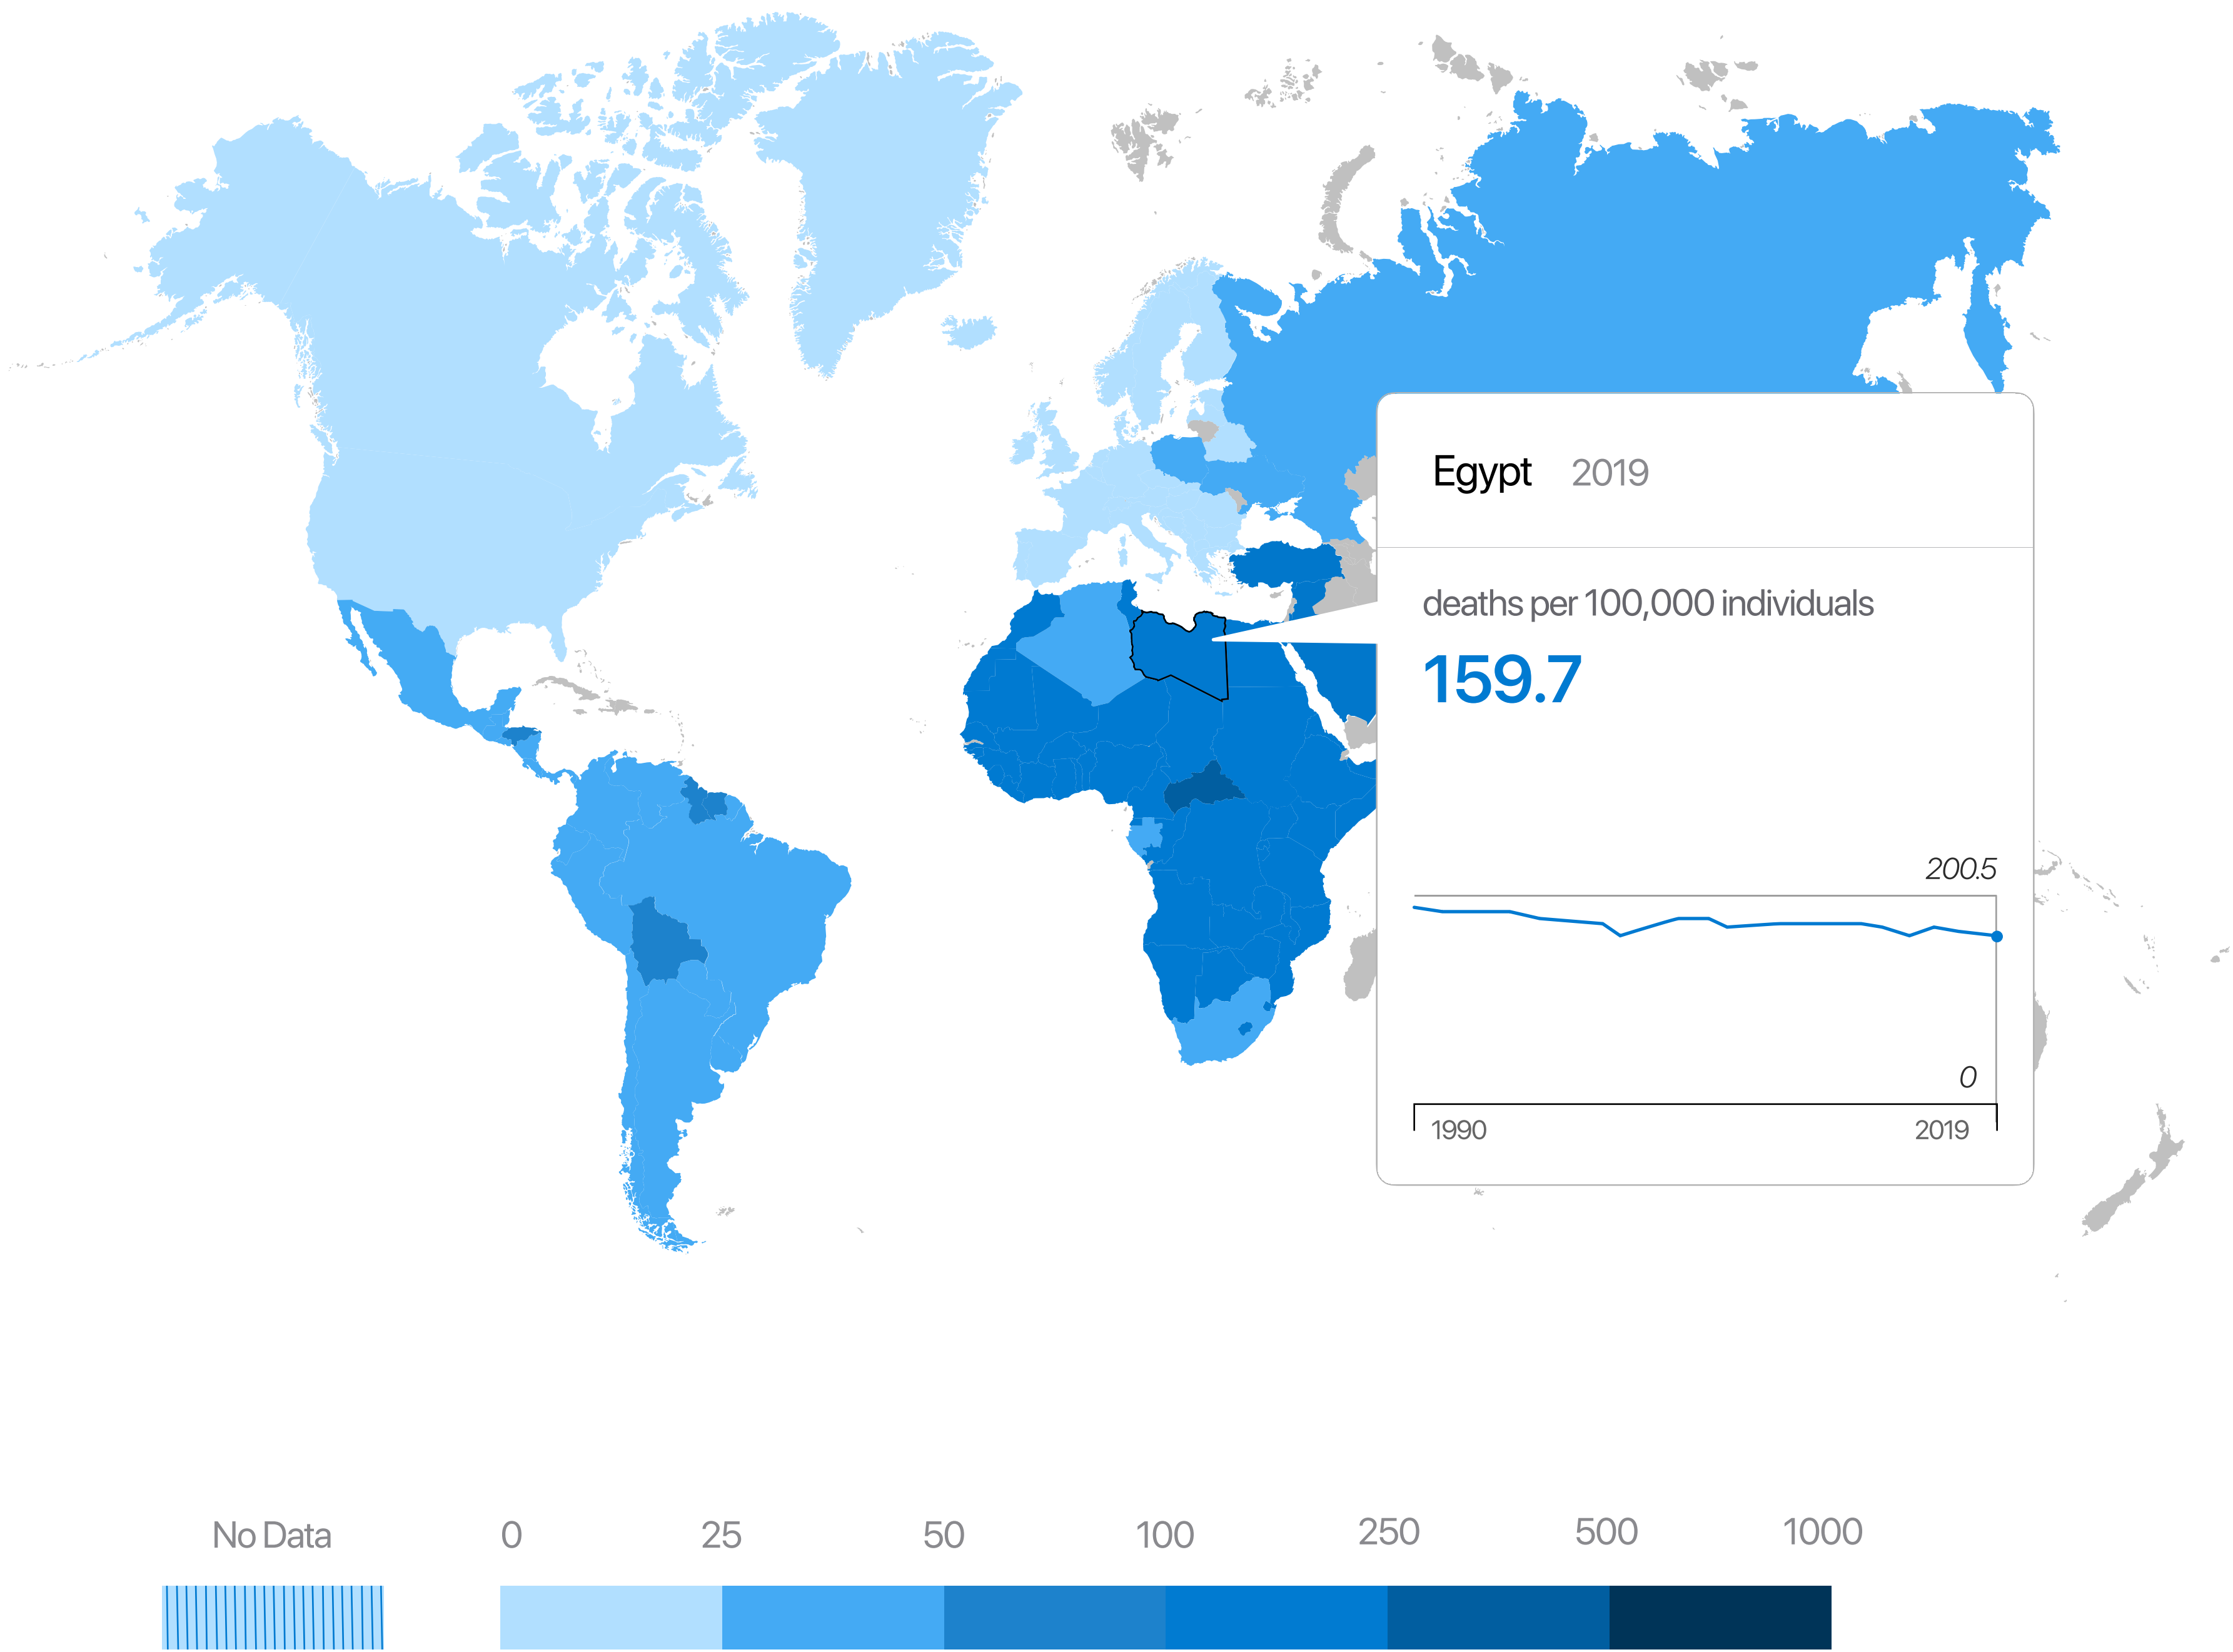 Egypt 2019
deaths per 100,000 individuals
159.7
200.5
0
1990 2019
No Data 0 25 50 100 250 500 1000